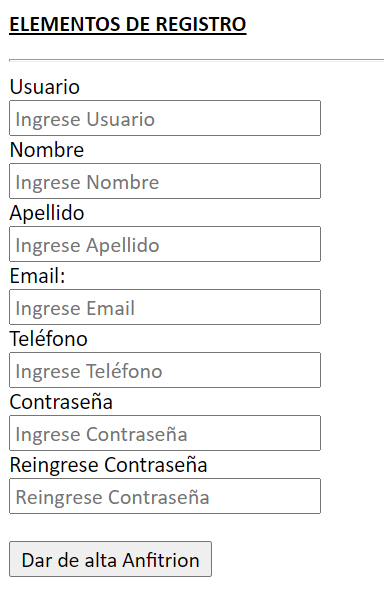 ELEMENTOS DE REGISTRO
Usuario
Ingrese Usuario
Nombre
Ingrese Nombre
Apellido
Ingrese Apellido
Email:
Ingrese Email
Teléfono
Ingrese Teléfono
Contraseña
Ingrese Contraseña
Reingrese Contraseña
Reingrese Contraseña
Dar de alta Anfitrion